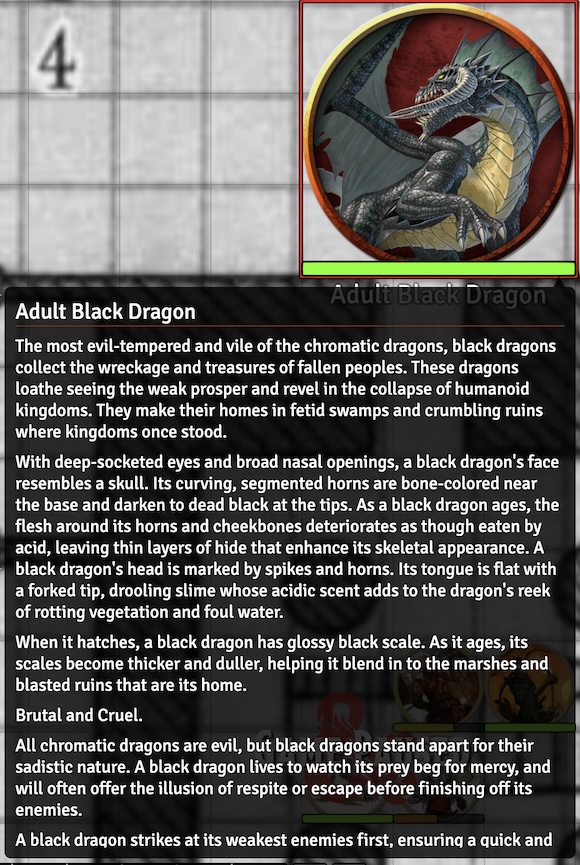 4
Adult Black Dragon
Adult Black Dragon
The most evil-tempered and vile of the chromatic dragons, black dragons
collect the wreckage and treasures of fallen peoples. These dragons
loathe seeing the weak prosper and revel in the collapse of humanoid
kingdoms. They make their homes in fetid swamps and crumbling ruins
where kingdoms once stood.
With deep-socketed eyes and broad nasal openings, a black dragon's face
resembles a skull. Its curving, segmented horns are bone-colored near
the base and darken to dead black at the tips. As a black dragon ages, the
flesh around its horns and cheekbones deteriorates as though eaten by
acid, leaving thin layers of hide that enhance its skeletal appearance. A
black dragon's head is marked by spikes and horns. Its tongue is flat with
a forked tip, drooling slime whose acidic scent adds to the dragon's reek
of rotting vegetation and foul water.
When it hatches, a black dragon has glossy black scale. As it ages, its
scales become thicker and duller, helping it blend in to the marshes and
blasted ruins that are its home.
Brutal and Cruel.
All chromatic dragons are evil, but black dragons stand apart for their
sadistic nature. A black dragon lives to watch its prey beg for mercy, and
will often offer the illusion of respite or escape before finishing off its
enemies.
A black dragon strikes at its weakest enemies first, ensuring a quick and